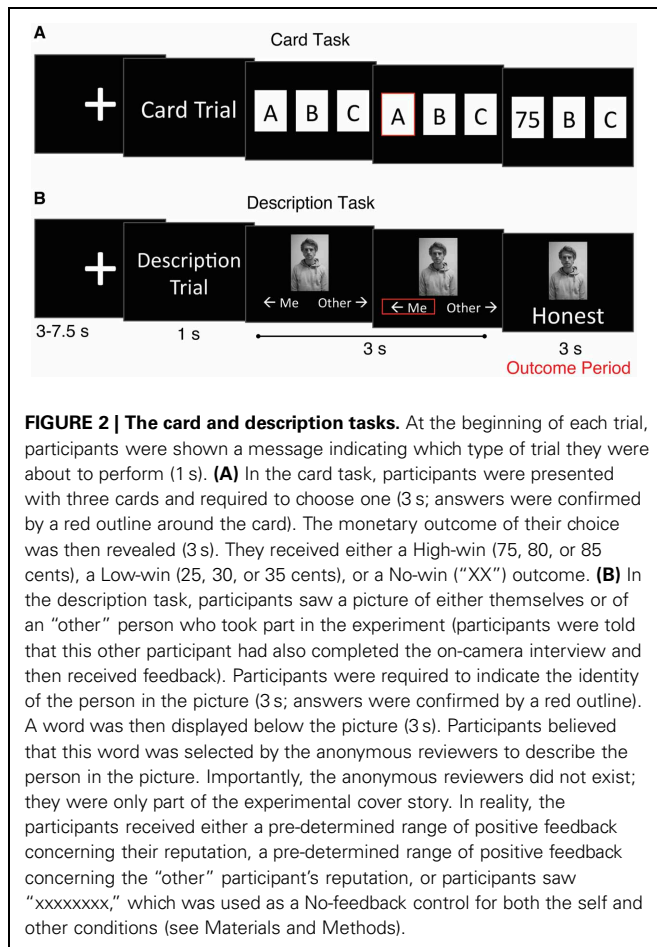 A
Card Task
+ Card Trial A B C A B C 75 B C
B
Description Task
+ Description Trial ← Me Other → ← Me Other → Honest
3-7.5 s 1 s 3 s 3 s
Outcome Period
FIGURE 2 | The card and description tasks. At the beginning of each trial,
participants were shown a message indicating which type of trial they were
about to perform (1 s). (A) In the card task, participants were presented
with three cards and required to choose one (3 s; answers were confirmed
by a red outline around the card). The monetary outcome of their choice
was then revealed (3 s). They received either a High-win (75, 80, or 85
cents), a Low-win (25, 30, or 35 cents), or a No-win (“XX”) outcome. (B) In
the description task, participants saw a picture of either themselves or of
an “other” person who took part in the experiment (participants were told
that this other participant had also completed the on-camera interview and
then received feedback). Participants were required to indicate the identity
of the person in the picture (3 s; answers were confirmed by a red outline).
A word was then displayed below the picture (3 s). Participants believed
that this word was selected by the anonymous reviewers to describe the
person in the picture. Importantly, the anonymous reviewers did not exist;
they were only part of the experimental cover story. In reality, the
participants received either a pre-determined range of positive feedback
concerning their reputation, a pre-determined range of positive feedback
concerning the “other” participant’s reputation, or participants saw
“xxxxxxxx,” which was used as a No-feedback control for both the self and
other conditions (see Materials and Methods).